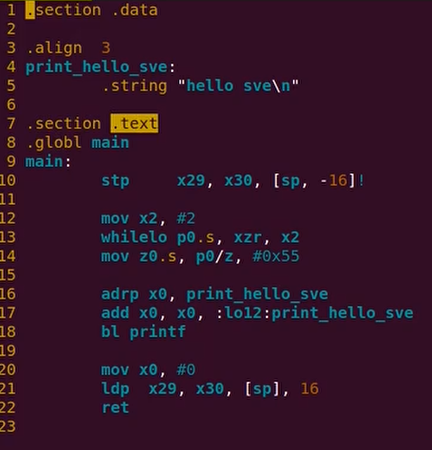 1 .section .data
2
3 .align  3
4 print_hello_sve:
5         .string "hello sve\n"
6
7 .section .text
8 .globl main
9 main:
10         stp     x29, x30, [sp, -16]!
11
12         mov x2, #2
13         whilelo p0.s, xzr, x2
14         mov z0.s, p0/z, #0x55
15
16         adrp x0, print_hello_sve
17         add x0, x0, :lo12:print_hello_sve
18         bl printf
19
20         mov x0, #0
21         ldp  x29, x30, [sp], 16
22         ret
23